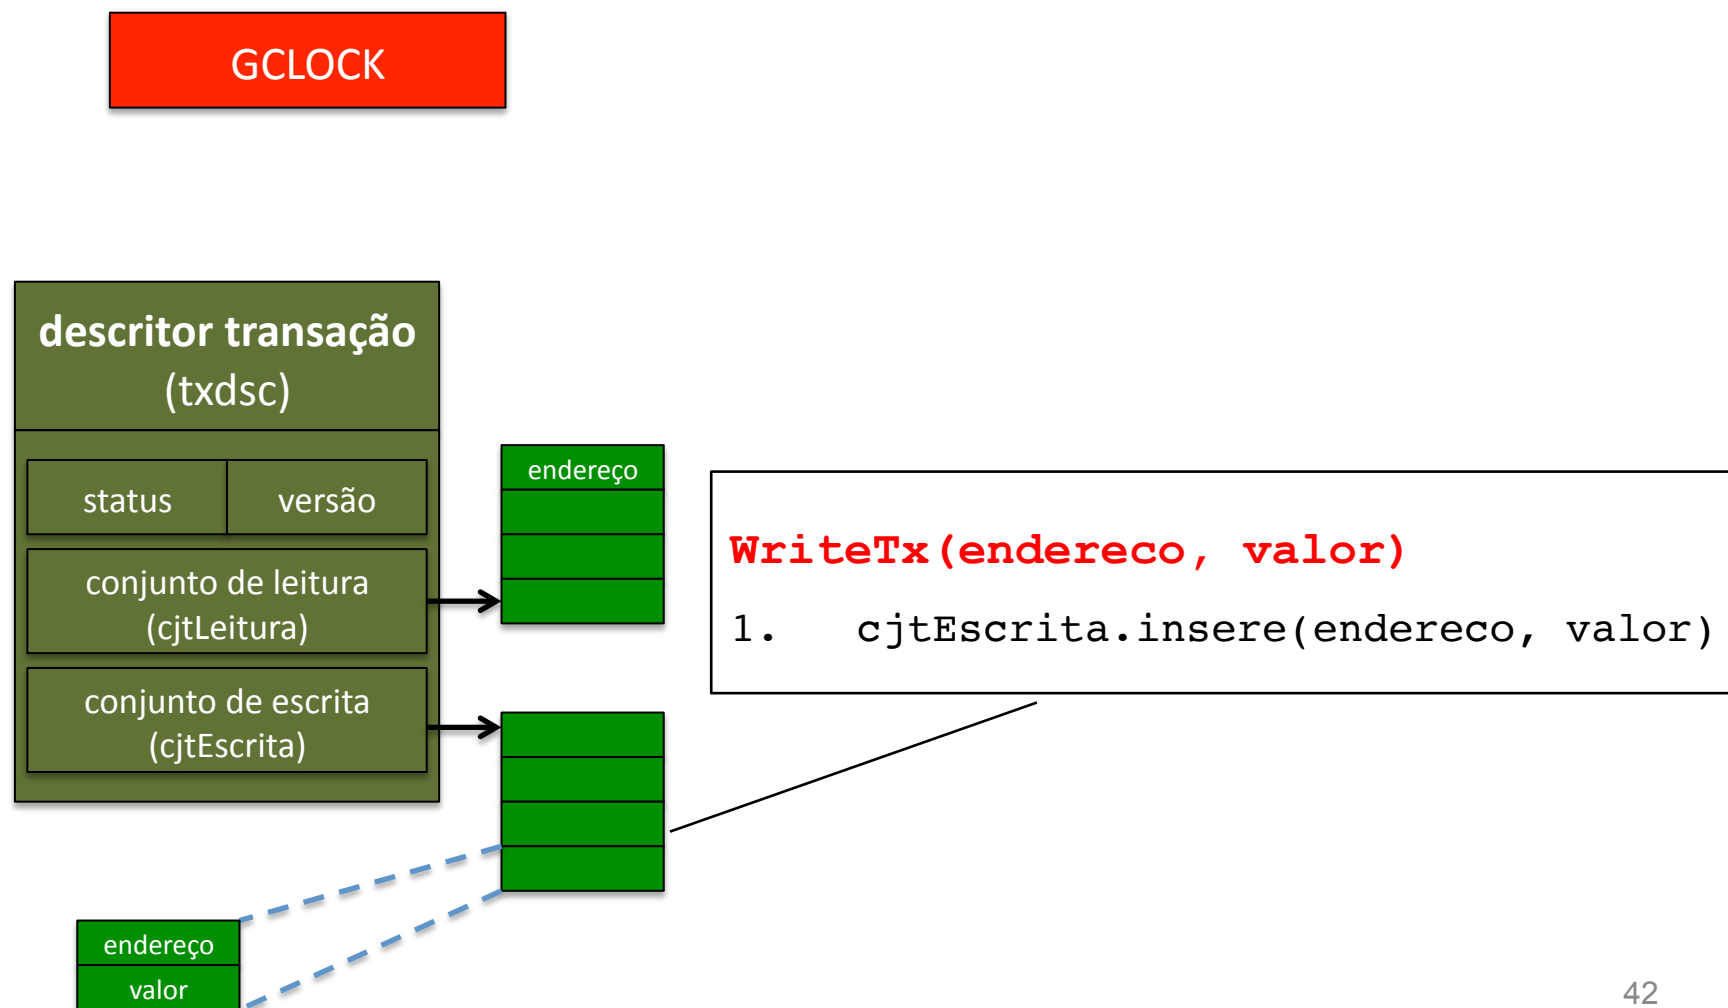 GCLOCK
descritor transação
(txdsc)
status
versão
conjunto de leitura
(cjtLeitura)
conjunto de escrita
(cjtEscrita)
endereço
WriteTx(endereco, valor)
1. cjtEscrita.insere(endereco, valor)
endereço
valor
42